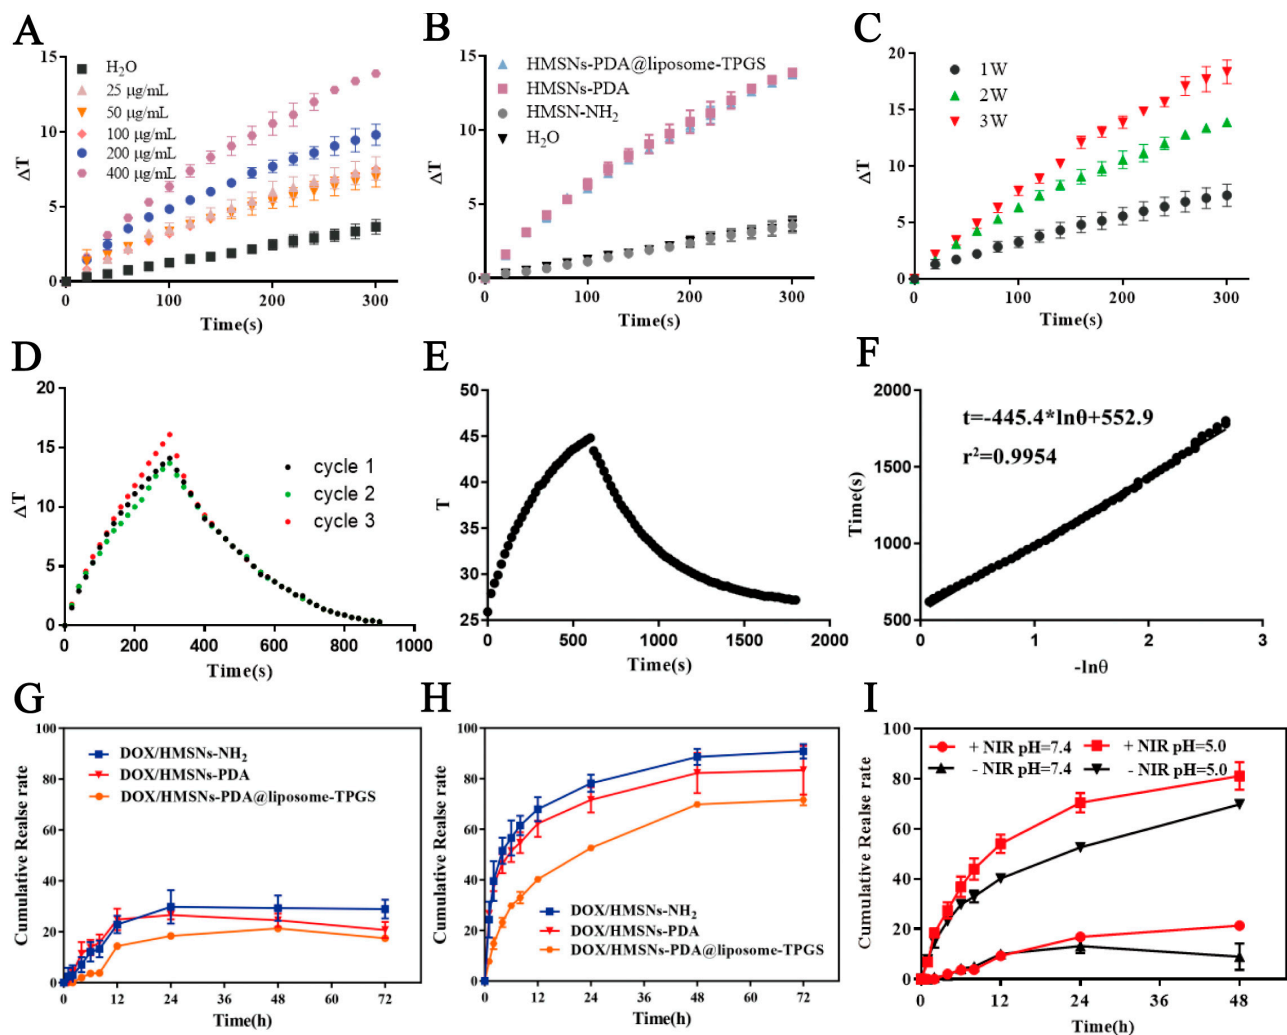 A
15
10
5
0
ΔT
H₂O
25 μg/mL
50 μg/mL
100 μg/mL
200 μg/mL
400 μg/mL
0
100
200
300
Time(s)
B
15
10
5
0
ΔT
HMSNs-PDA@liposome-TPGS
HMSNs-PDA
HMSN-NH₂
H₂O
0
100
200
300
Time(s)
C
20
15
10
5
0
ΔT
1W
2W
3W
0
100
200
300
Time(s)
D
20
15
10
5
0
ΔT
cycle 1
cycle 2
cycle 3
0
200
400
600
800
1000
Time(s)
E
50
45
40
35
30
25
T
0
500
1000
1500
2000
Time(s)
F
2000
1500
1000
500
Time(s)
t=-445.4*lnθ+552.9
r²=0.9954
0
1
2
3
-lnθ
G
100
80
60
40
20
0
Cumulative Realse rate
DOX/HMSNs-NH₂
DOX/HMSNs-PDA
DOX/HMSNs-PDA@liposome-TPGS
0
12
24
36
48
60
72
Time(h)
H
100
80
60
40
20
0
Cumulative Realse rate
DOX/HMSNs-NH₂
DOX/HMSNs-PDA
DOX/HMSNs-PDA@liposome-TPGS
0
12
24
36
48
60
72
Time(h)
I
100
80
60
40
20
0
Cumulative Realse rate
+ NIR pH=7.4
+ NIR pH=5.0
- NIR pH=7.4
- NIR pH=5.0
0
12
24
36
48
Time(h)